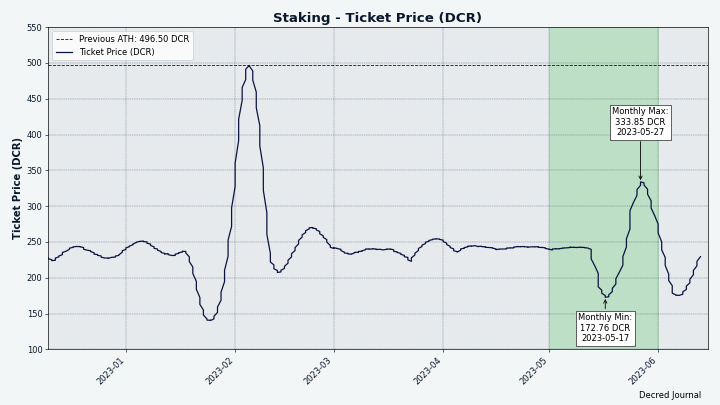 Staking - Ticket Price (DCR)
Previous ATH: 496.50 DCR
Ticket Price (DCR)
Ticket Price (DCR)
550
500
450
400
350
300
250
200
150
100
Monthly Max:
333.85 DCR
2023-05-27
Monthly Min:
172.76 DCR
2023-05-17
2023-01
2023-02
2023-03
2023-04
2023-05
2023-06
Decred Journal